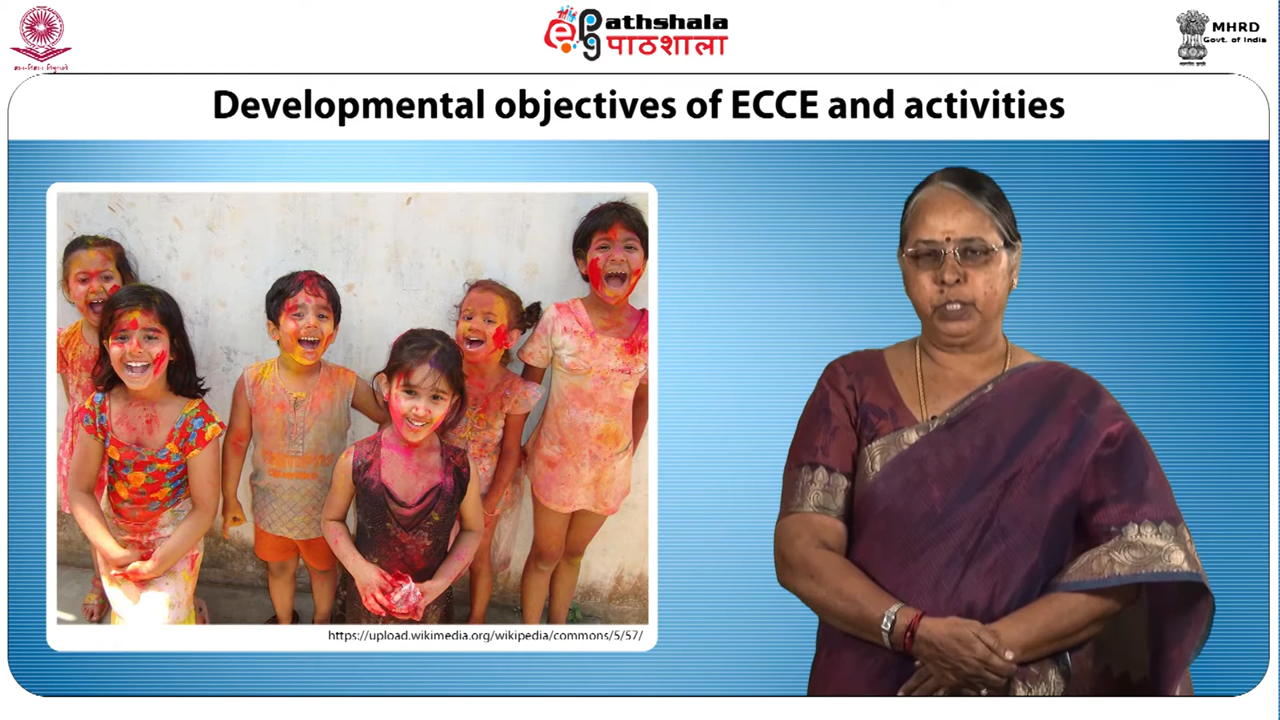 ePathshala
पाठशाला
MHRD
Govt. of India
Developmental objectives of ECCE and activities
https://upload.wikimedia.org/wikipedia/commons/5/57/